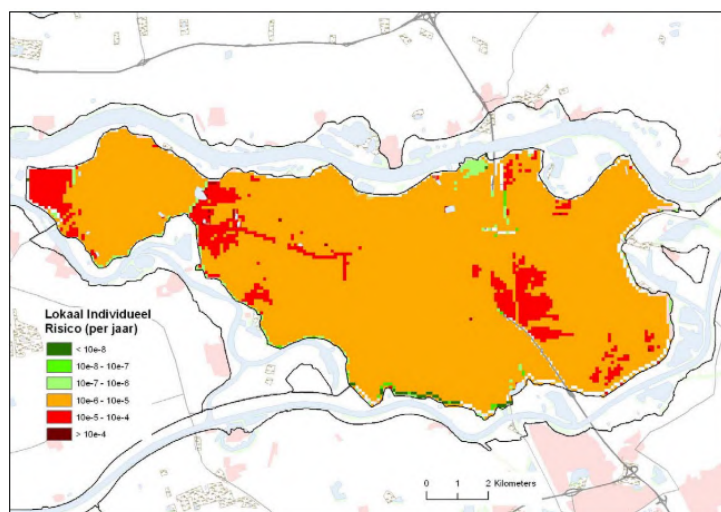 Lokaal Individueel
Risico (per jaar)
< 10e-8
10e-8 - 10e-7
10e-7 - 10e-6
10e-6 - 10e-5
10e-5 - 10e-4
> 10e-4
0 1 2 Kilometers